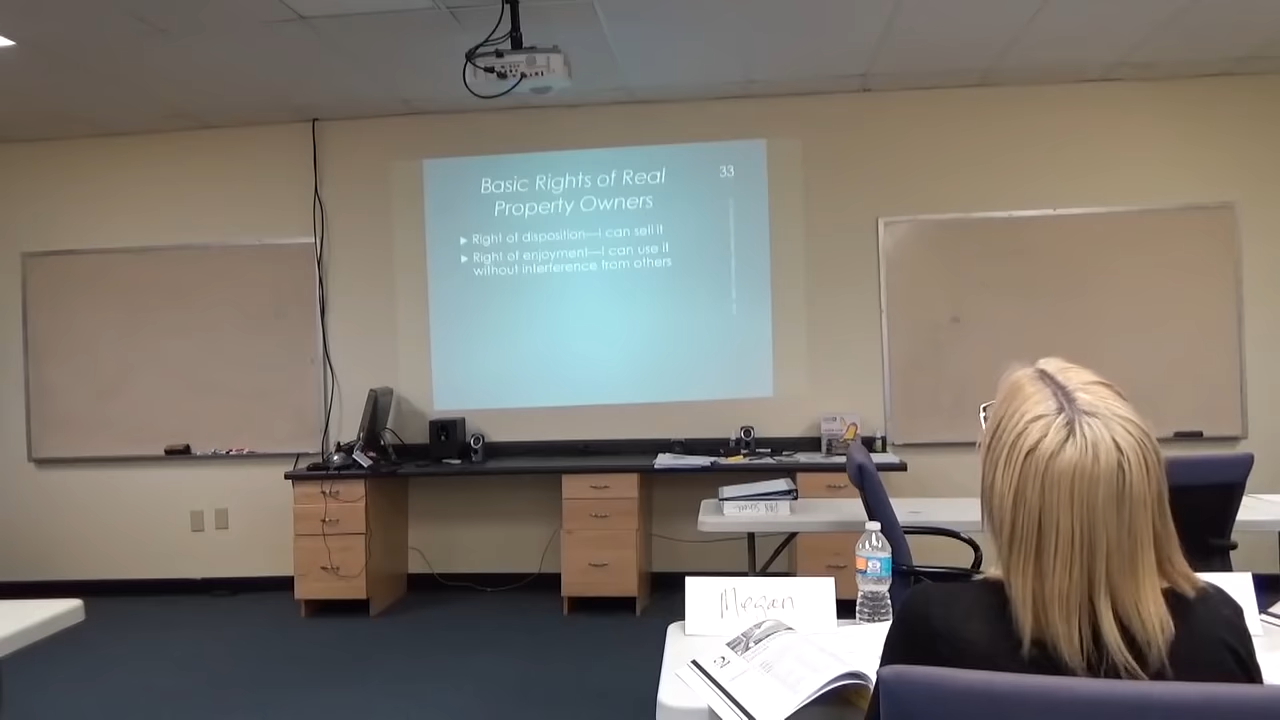 Basic Rights of Real
Property Owners
33
▶ Right of disposition—I can sell it
▶ Right of enjoyment—I can use it
without interference from others
Megan
2